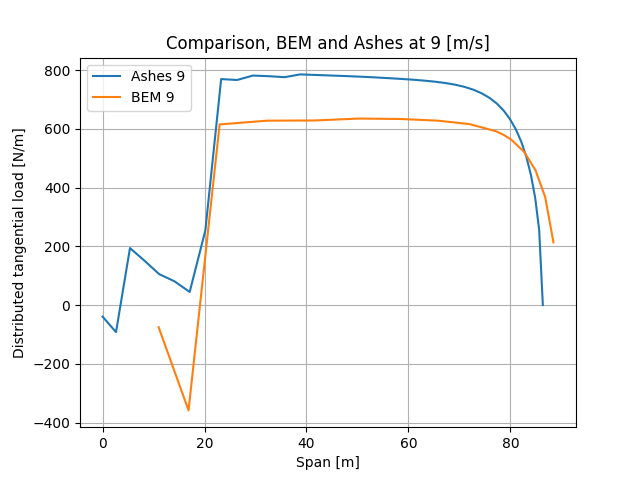 Comparison, BEM and Ashes at 9 [m/s]
Ashes 9
BEM 9
Distributed tangential load [N/m]
800
600
400
200
0
−200
−400
0 20 40 60 80
Span [m]